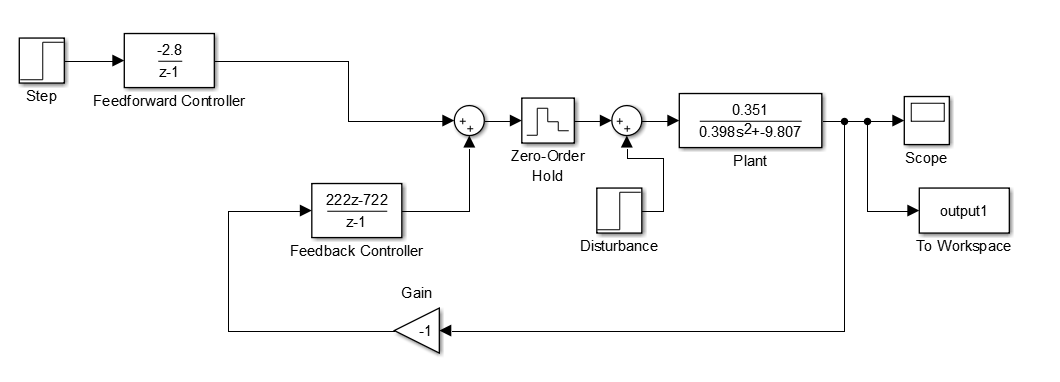 -2.8
z-1
Step
Feedforward Controller
+
+
Zero-Order
Hold
+
+
0.351
0.398s2+-9.807
Plant
Scope
222z-722
z-1
Feedback Controller
Disturbance
output1
To Workspace
Gain
-1